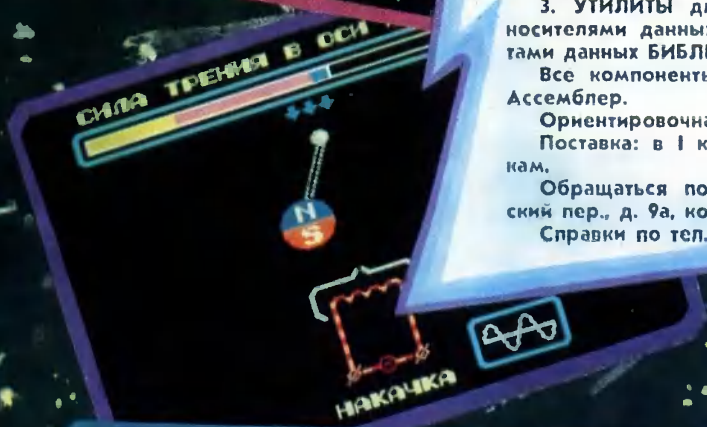 СИЛА ТРЕНИЯ В ОСИ
N
S
НАКАЧКА
3. УТИЛИТЫ
носителями данны
тами данных БИБЛ
Все компоненты
Ассемблер.
Ориентировочна
Поставка: в I к
кам.
Обращаться по
ский пер., д. 9а, ко
Справки по тел.